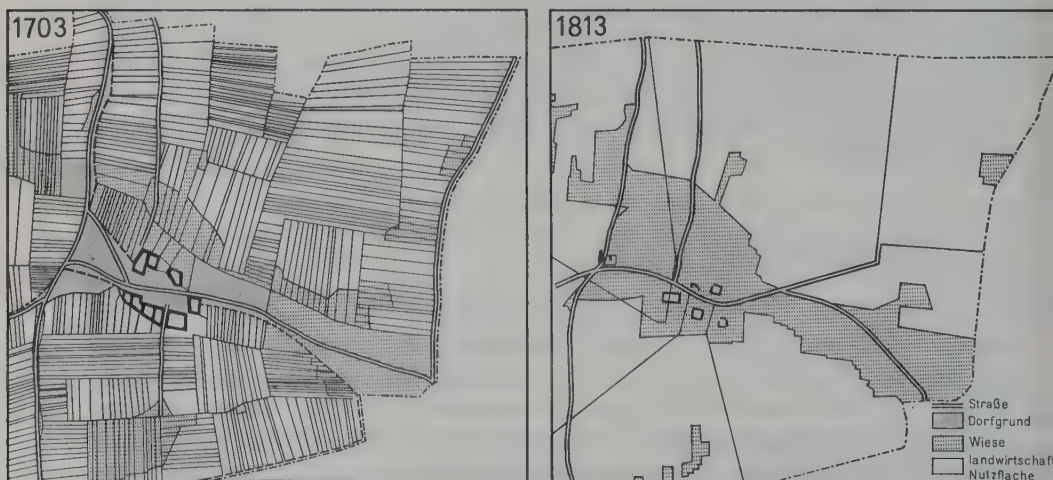 1703
1813
Straße
Dorfgrund
Wiese
landwirtschaft
Nutzfläche